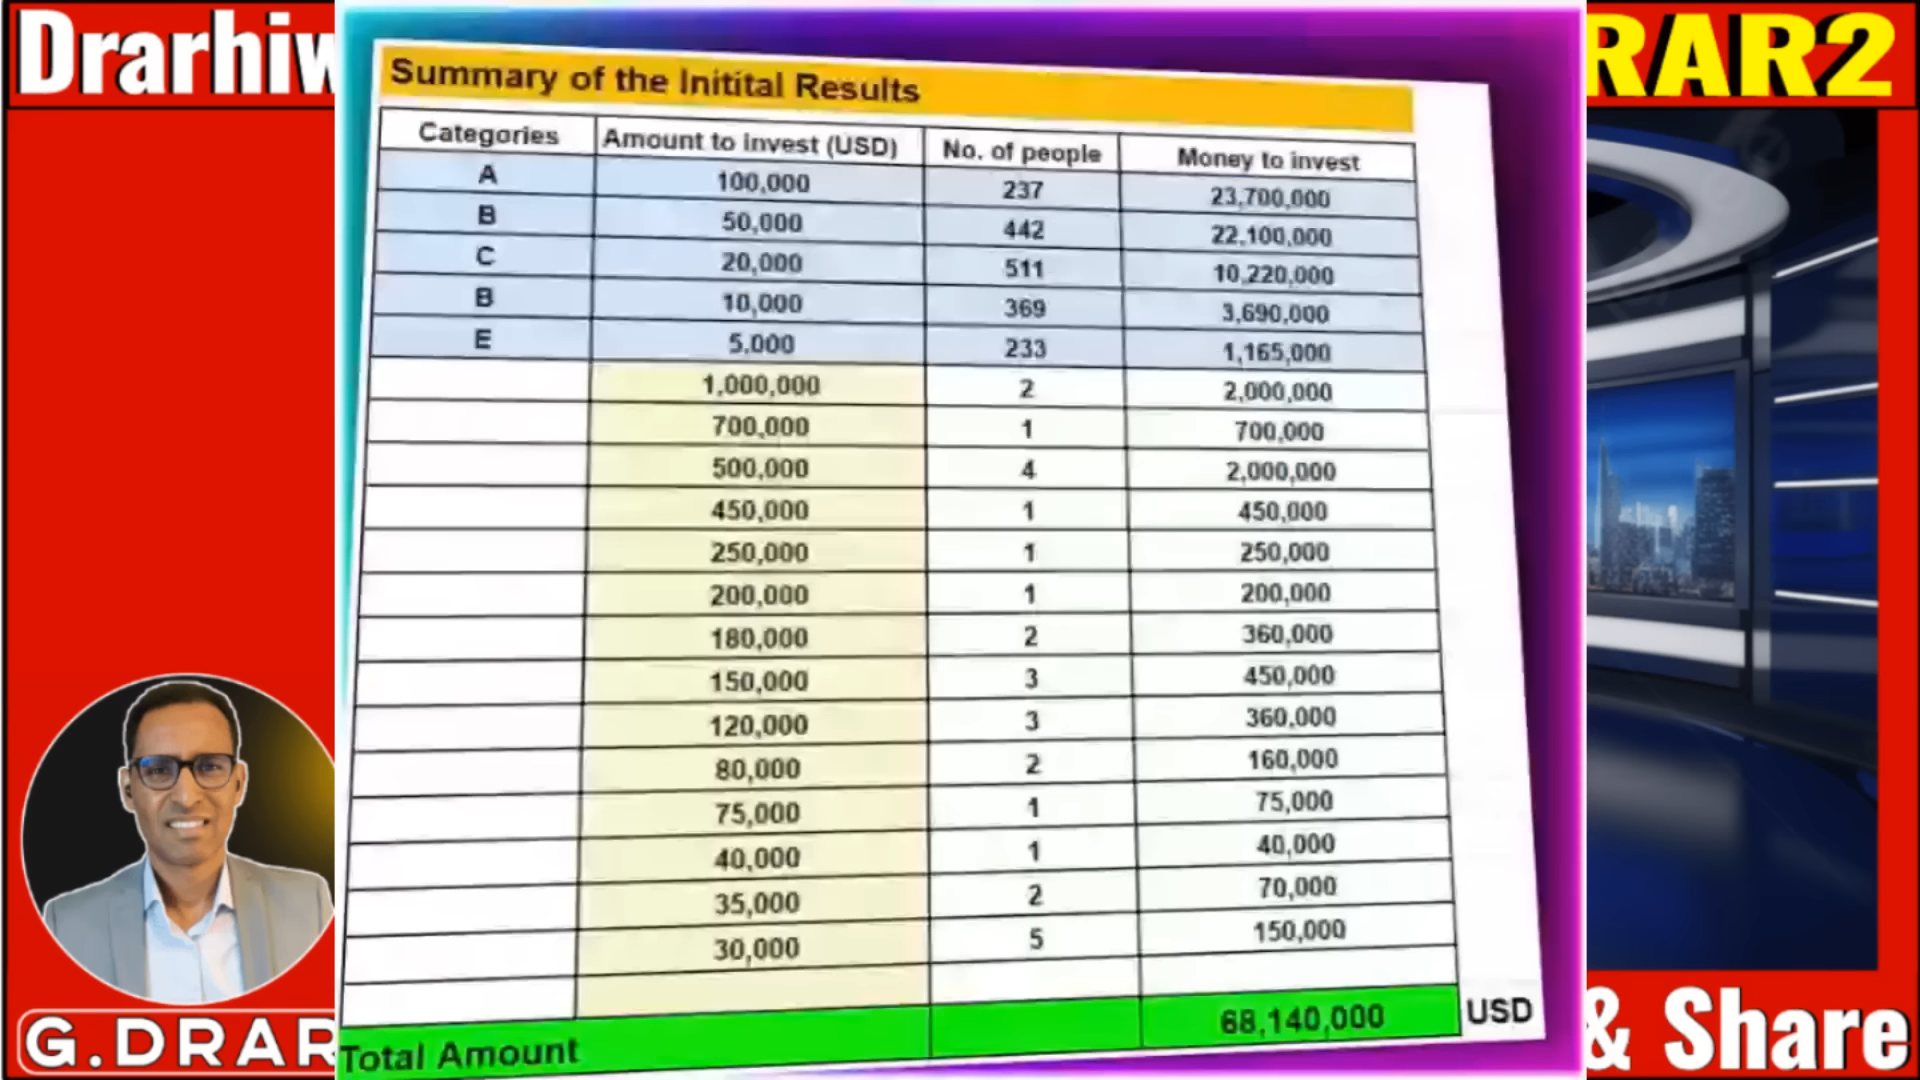 Drarhiw
RAR2
Summary of the Initital Results
Categories Amount to Invest (USD) No. of people Money to invest
A 100,000 237 23,700,000
B 50,000 442 22,100,000
C 20,000 511 10,220,000
B 10,000 369 3,690,000
E 5,000 233 1,165,000
1,000,000 2 2,000,000
700,000 1 700,000
500,000 4 2,000,000
450,000 1 450,000
250,000 1 250,000
200,000 1 200,000
180,000 2 360,000
150,000 3 450,000
120,000 3 360,000
80,000 2 160,000
75,000 1 75,000
40,000 1 40,000
35,000 2 70,000
30,000 5 150,000
Total Amount 68,140,000 USD
G.DRAR
& Share